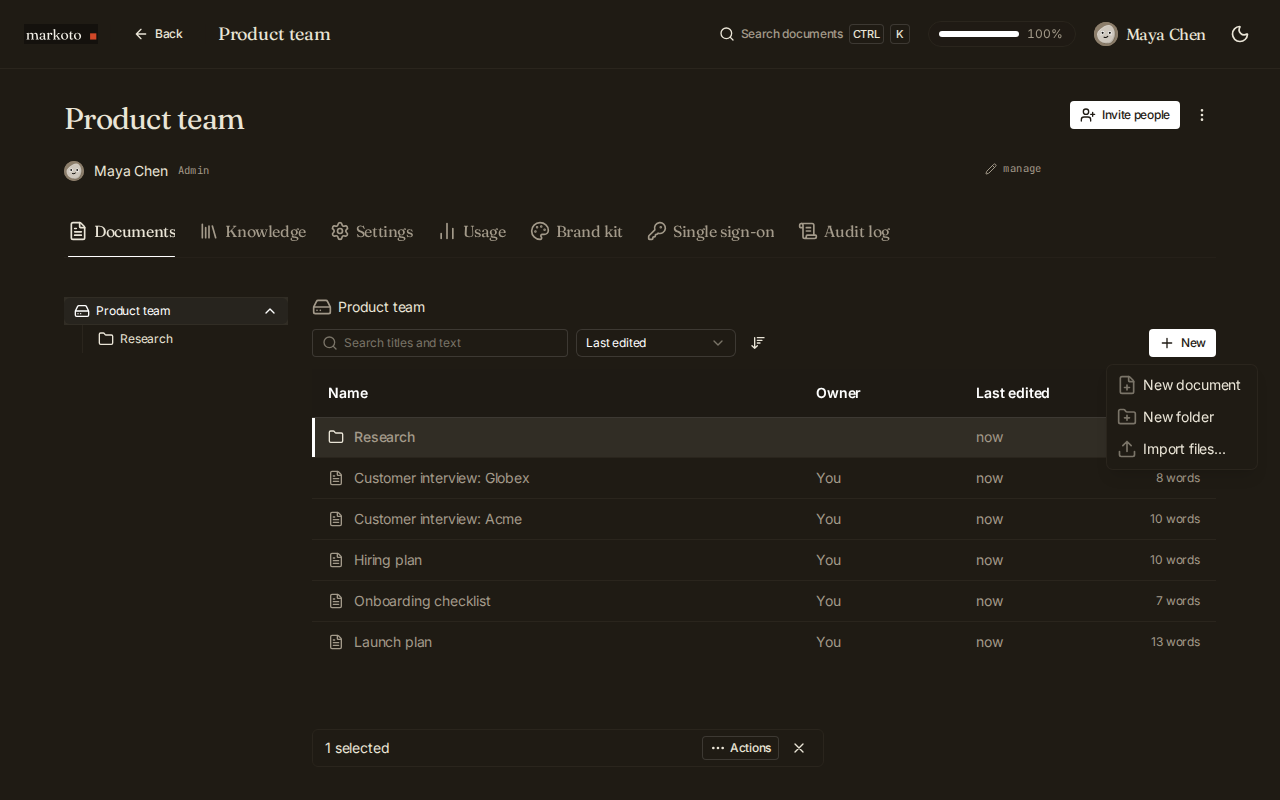 markoto
Back
Product team
Search documents CTRL K
100%
Maya Chen
Product team
Invite people
Maya Chen Admin
manage
Documents Knowledge Settings Usage Brand kit Single sign-on Audit log
Product team
Research
Product team
Search titles and text
Last edited
New
New document
New folder
Import files...
Name Owner Last edited
Research now
Customer interview: Globex You now 8 words
Customer interview: Acme You now 10 words
Hiring plan You now 10 words
Onboarding checklist You now 7 words
Launch plan You now 13 words
1 selected
Actions